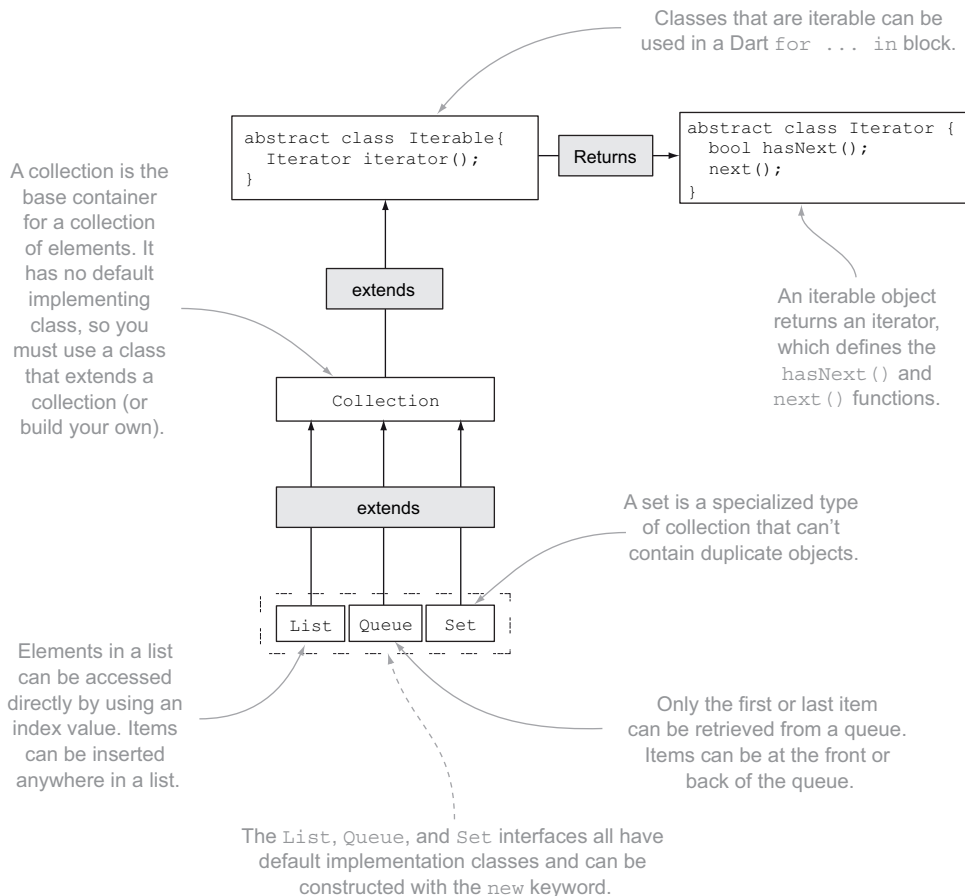 Classes that are iterable can be
used in a Dart for ... in block.
abstract class Iterable{
Iterator iterator();
}
Returns
abstract class Iterator {
bool hasNext();
next();
}
A collection is the
base container
for a collection
of elements. It
has no default
implementing
class, so you
must use a class
that extends a
collection (or
build your own).
extends
An iterable object
returns an iterator,
which defines the
hasNext() and
next() functions.
Collection
extends
A set is a specialized type
of collection that can't
contain duplicate objects.
List
Queue
Set
Elements in a list
can be accessed
directly by using an
index value. Items
can be inserted
anywhere in a list.
Only the first or last item
can be retrieved from a queue.
Items can be at the front or
back of the queue.
The List, Queue, and Set interfaces all have
default implementation classes and can be
constructed with the new keyword.